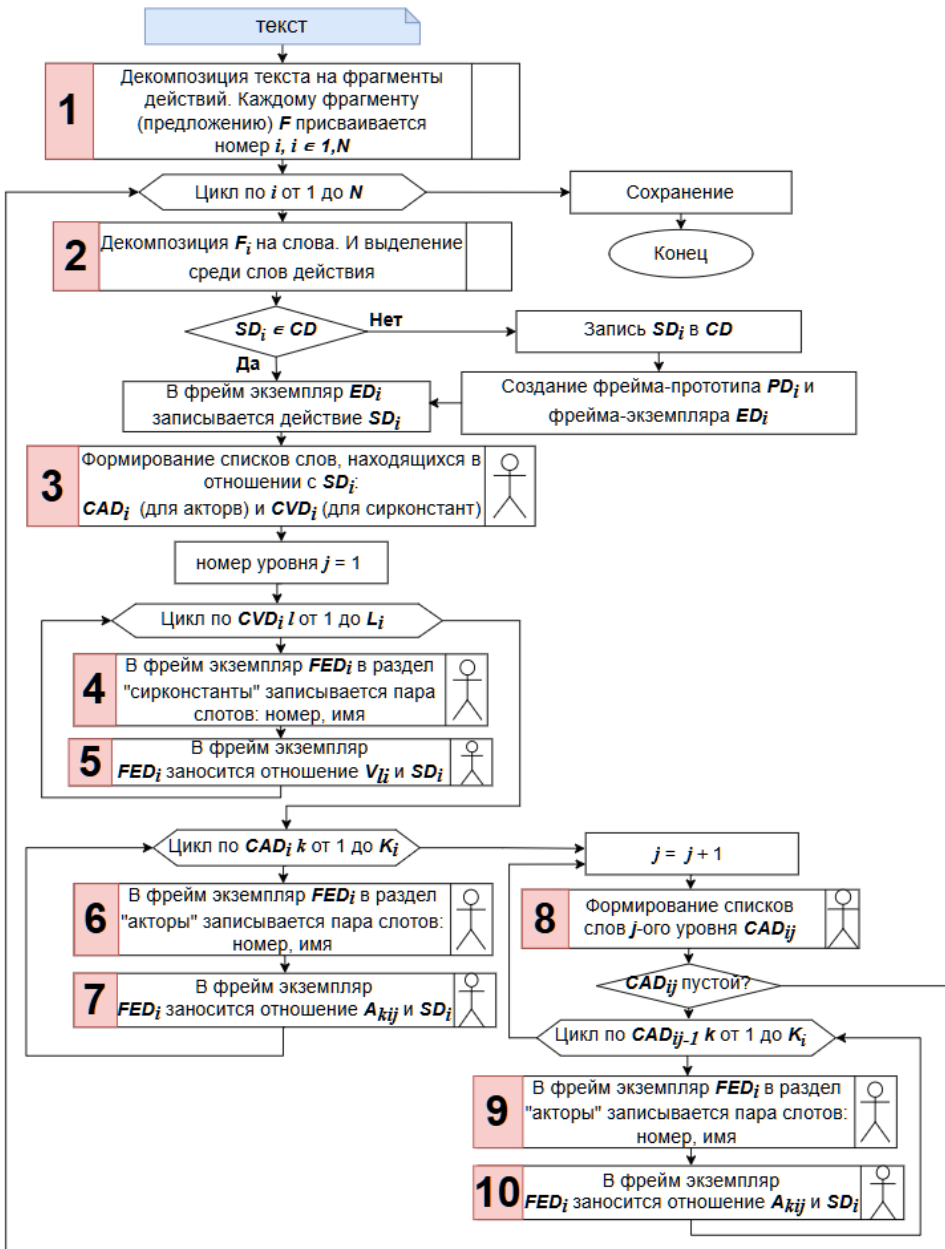 текст
1
Декомпозиция текста на фрагменты
действий. Каждому фрагменту
(предложению) F присваивается
номер i, i ∈ 1,N
Цикл по i от 1 до N
Сохранение
Конец
2
Декомпозиция Fi на слова. И выделение
среди слов действия
SDi ∈ CD
Нет
Запись SDi в CD
Да
Создание фрейма-прототипа PDi и
фрейма-экземпляра EDi
В фрейм экземпляр EDi
записывается действие SDi
3
Формирование списков слов, находящихся в
отношении с SDi:
CADi (для акторв) и CVDi (для сирконстант)
номер уровня j = 1
Цикл по CVDi l от 1 до Li
4
В фрейм экземпляр FEDi в раздел
"сирконстанты" записывается пара
слотов: номер, имя
5
В фрейм экземпляр
FEDi заносится отношение Vli и SDi
Цикл по CADi k от 1 до Ki
j = j + 1
6
В фрейм экземпляр FEDi в раздел
"акторы" записывается пара слотов:
номер, имя
8
Формирование списков
слов j-ого уровня CADij
7
В фрейм экземпляр
FEDi заносится отношение Akij и SDi
CADij пустой?
Цикл по CADij-1 k от 1 до Ki
9
В фрейм экземпляр FEDi в раздел
"акторы" записывается пара слотов:
номер, имя
10
В фрейм экземпляр
FEDi заносится отношение Akij и SDi